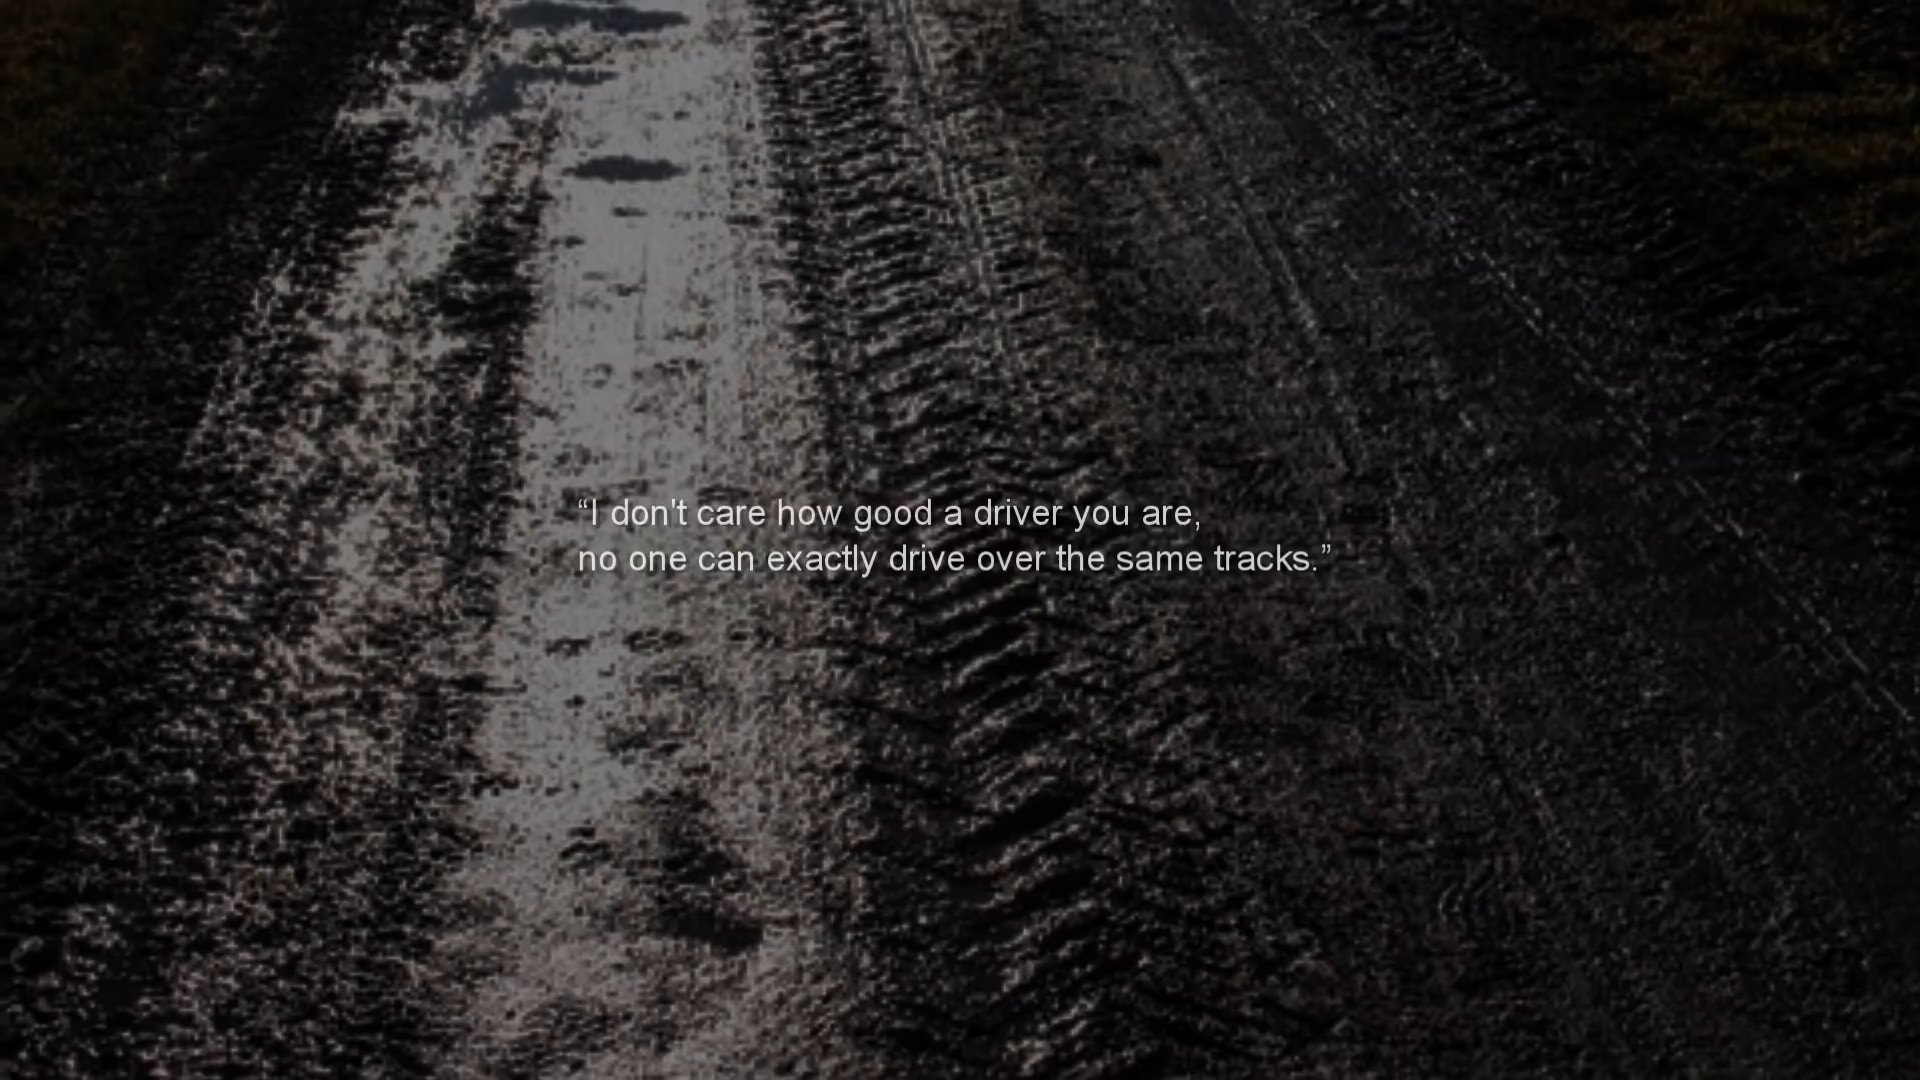 “I don't care how good a driver you are,
no one can exactly drive over the same tracks.”